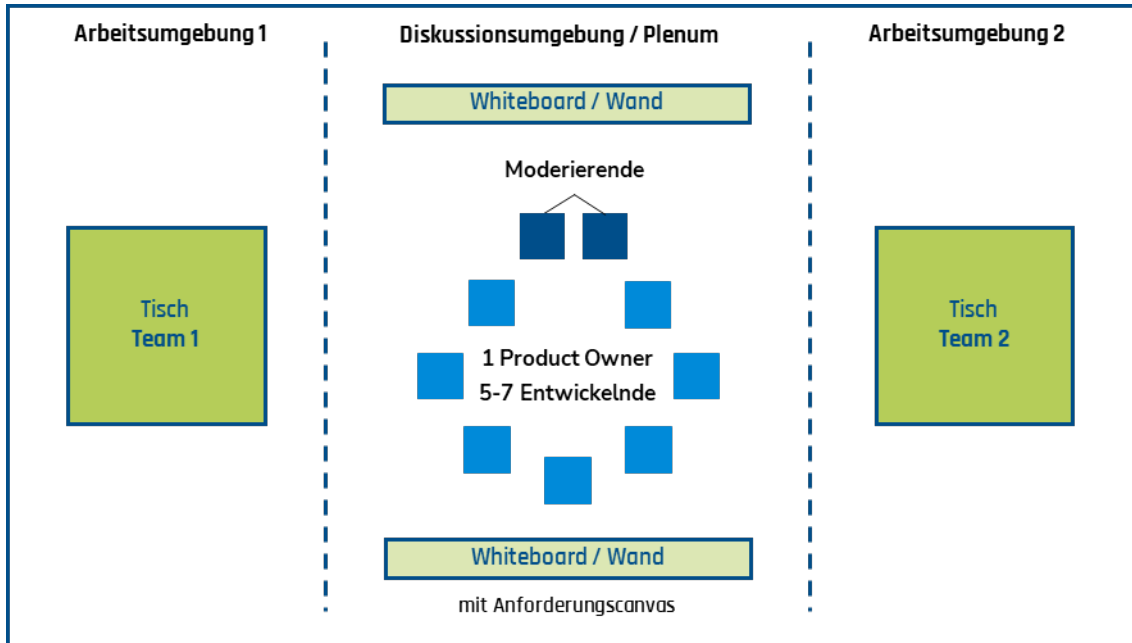 Arbeitsumgebung 1
Diskussionsumgebung / Plenum
Arbeitsumgebung 2
Whiteboard / Wand
Moderierende
Tisch
Team 1
1 Product Owner
5-7 Entwickelnde
Tisch
Team 2
Whiteboard / Wand
mit Anforderungscanvas